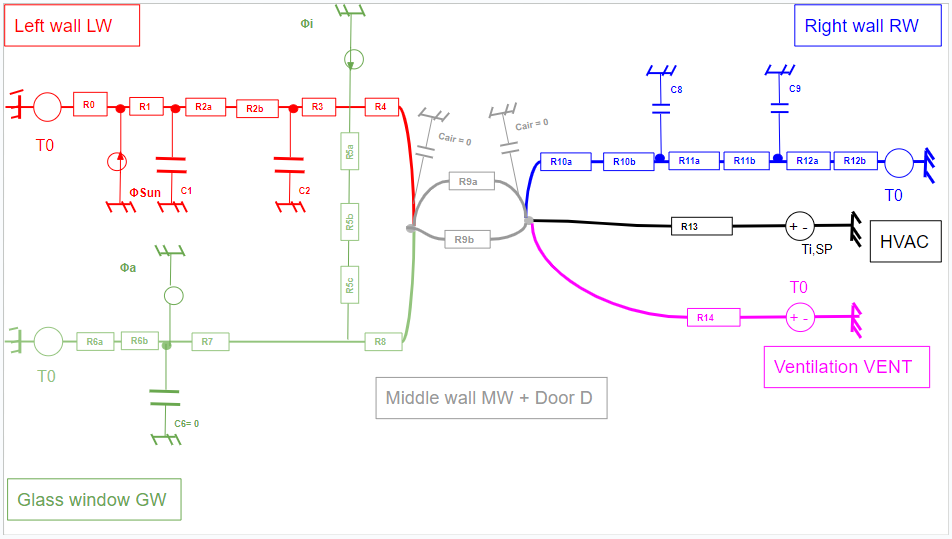 Left wall LW
Φi
Right wall RW
C8
C9
R0
R1
R2a
R2b
R3
R4
Cair = 0
Cair = 0
T0
R5a
R10a
R10b
R11a
R11b
R12a
R12b
ΦSun
C1
C2
R9a
T0
R5b
R9b
R13
+ -
Ti,SP
HVAC
Φa
R5c
T0
R14
+ -
R6a
R6b
R7
R8
T0
Ventilation VENT
Middle wall MW + Door D
C6= 0
Glass window GW